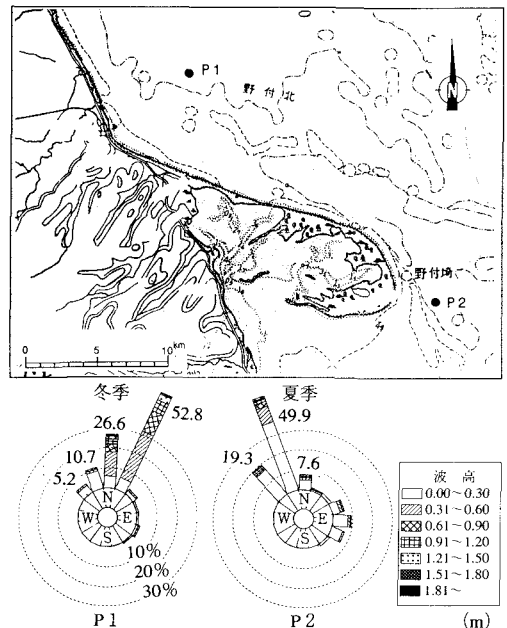 P1
野付北
N
野付崎
P2
0 5 10km
冬季
夏季
52.8
26.6
10.7
5.2
N
W E
S
10%
20%
30%
P1
49.9
19.3
7.6
N
W E
S
P2
波高
0.00~0.30
0.31~0.60
0.61~0.90
0.91~1.20
1.21~1.50
1.51~1.80
1.81~
(m)